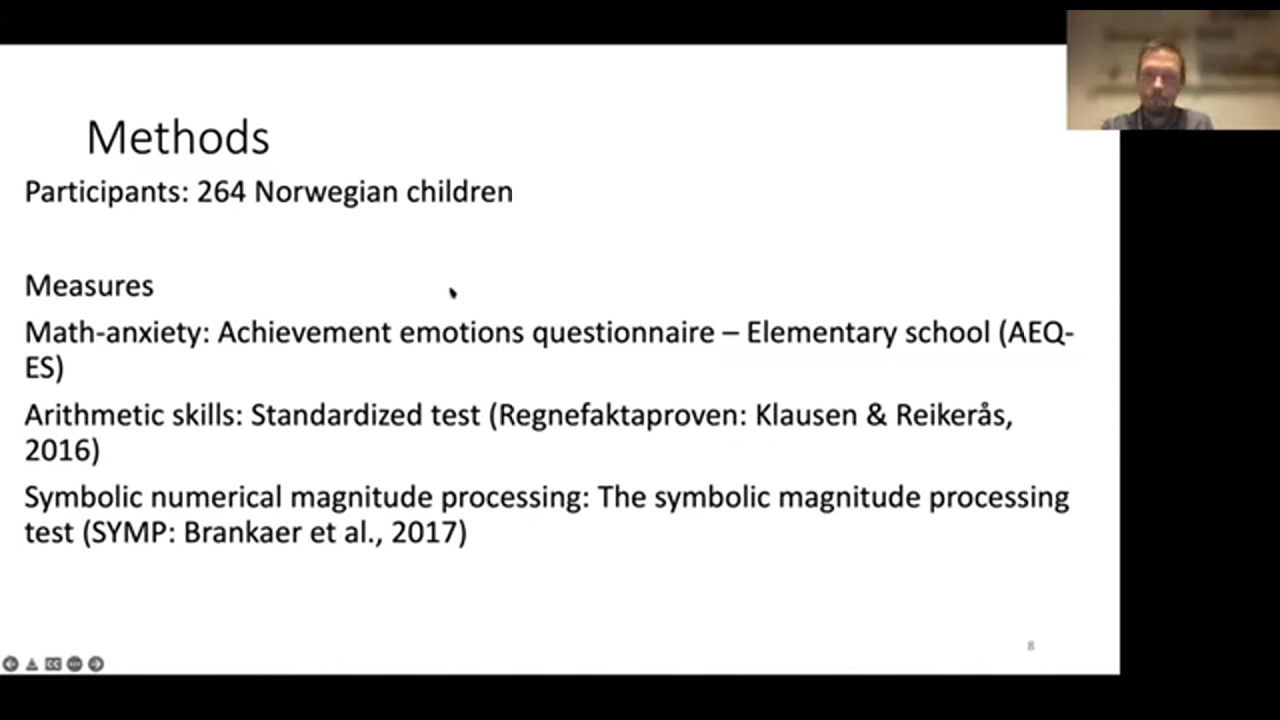 Methods
Participants: 264 Norwegian children
Measures
Math-anxiety: Achievement emotions questionnaire – Elementary school (AEQ-
ES)
Arithmetic skills: Standardized test (Regnefaktaproven: Klausen & Reikerås,
2016)
Symbolic numerical magnitude processing: The symbolic magnitude processing
test (SYMP: Brankaer et al., 2017)
8